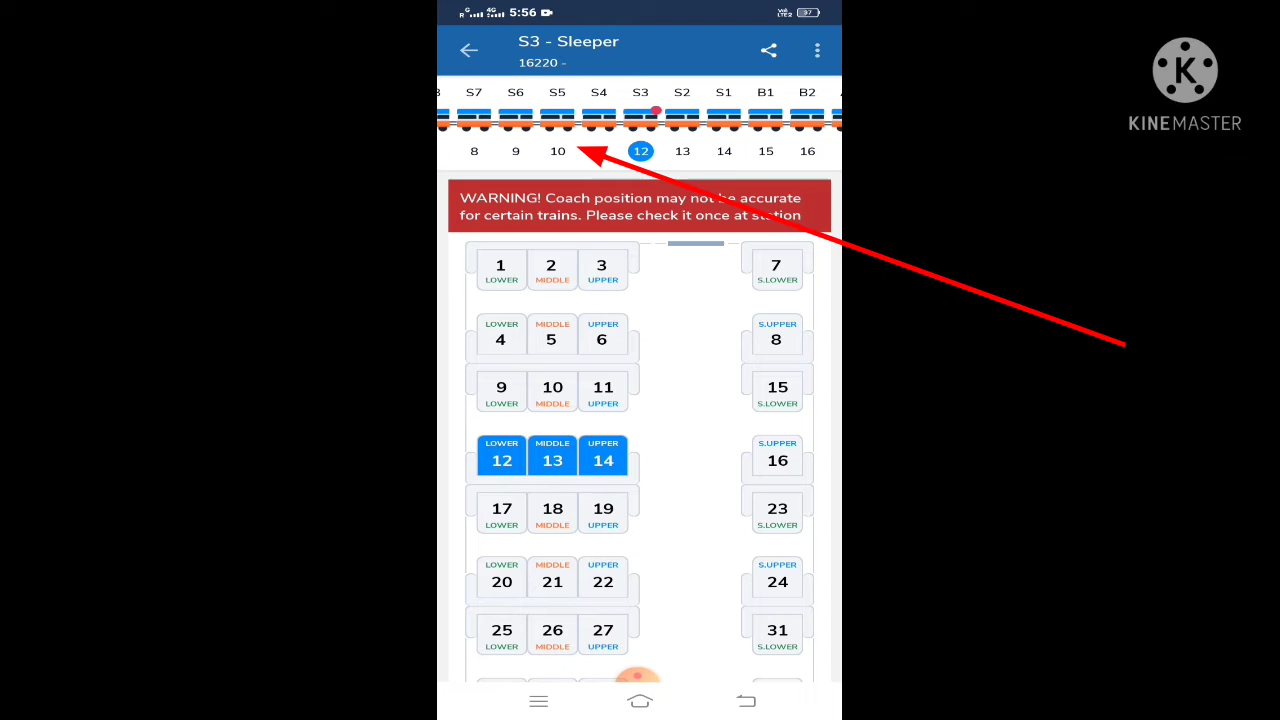 R G 4G 5:56 Vo) LTE2 37
S3 - Sleeper
16220 -
S7 S6 S5 S4 S3 S2 S1 B1 B2
8 9 10 12 13 14 15 16
WARNING! Coach position may not be accurate
for certain trains. Please check it once at station
1 2 3 7
LOWER MIDDLE UPPER S.LOWER
LOWER MIDDLE UPPER S.UPPER
4 5 6 8
9 10 11 15
LOWER MIDDLE UPPER S.LOWER
LOWER MIDDLE UPPER S.UPPER
12 13 14 16
17 18 19 23
LOWER MIDDLE UPPER S.LOWER
LOWER MIDDLE UPPER S.UPPER
20 21 22 24
25 26 27 31
LOWER MIDDLE UPPER S.LOWER
K
KINEMASTER